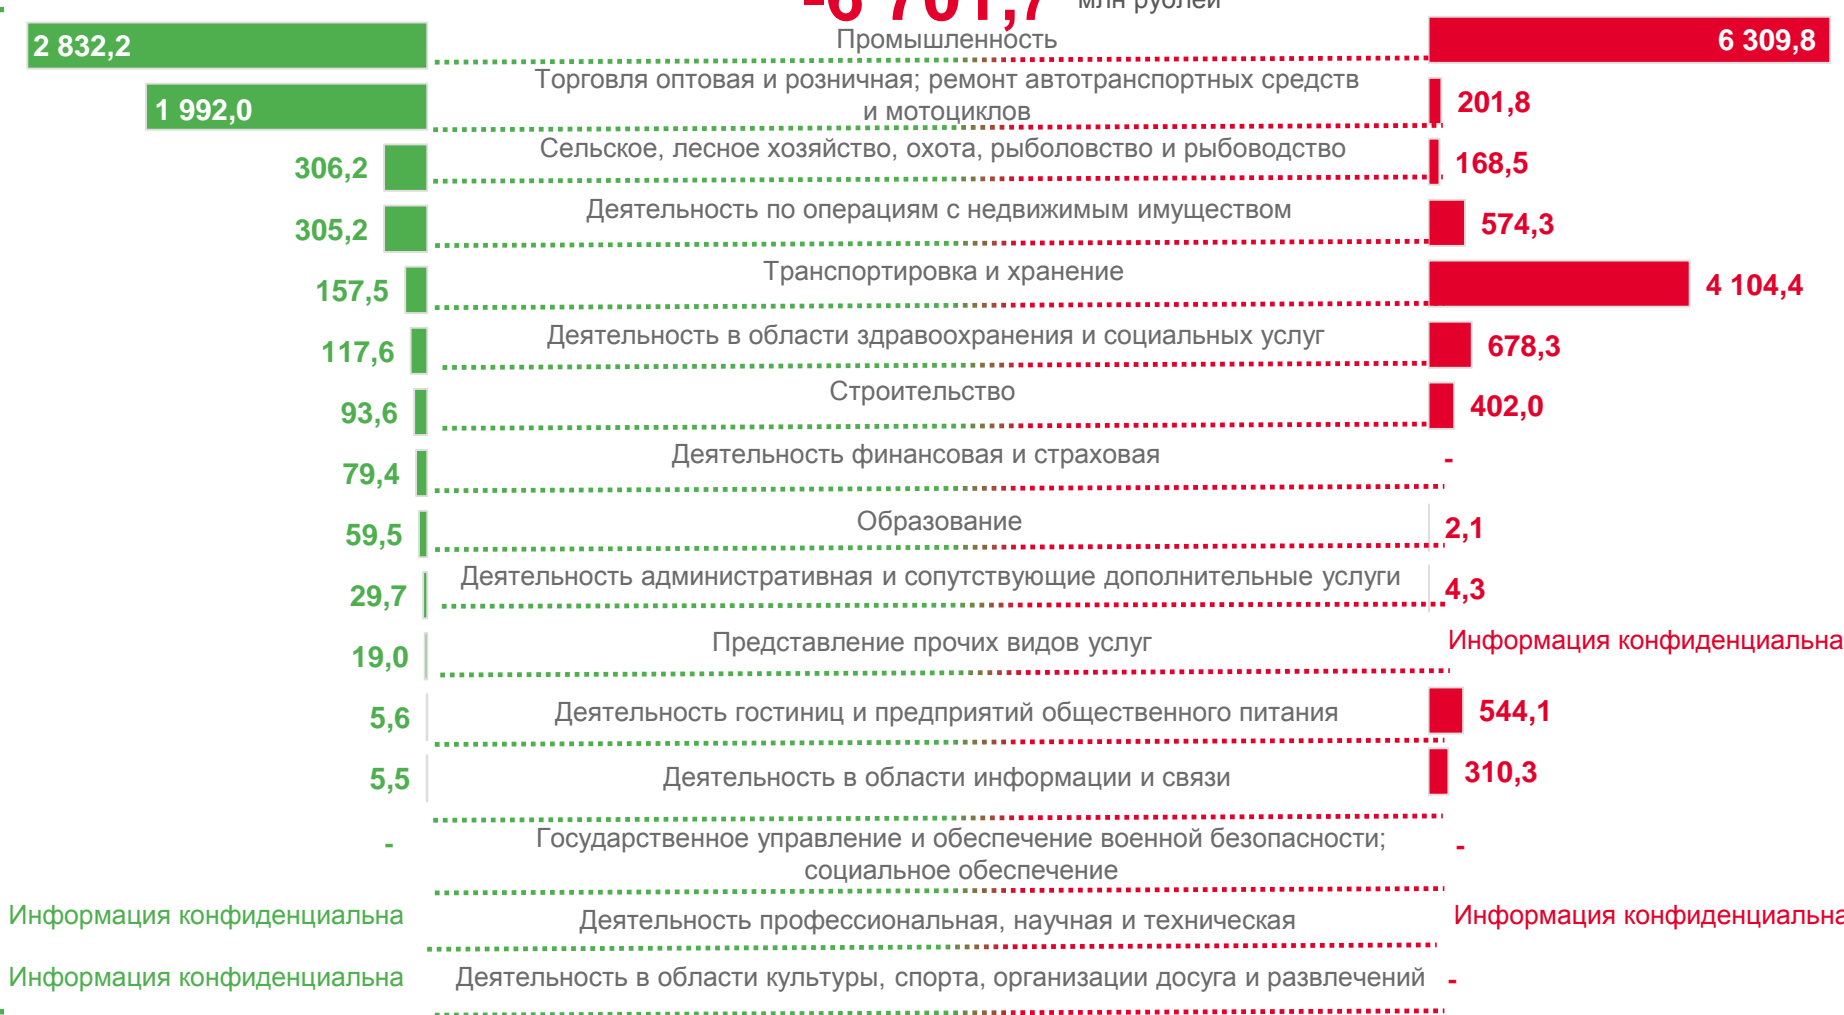 -6 701,7 млн рублей
2 832,2 Промышленность 6 309,8
Торговля оптовая и розничная; ремонт автотранспортных средств
1 992,0 и мотоциклов 201,8
306,2 Сельское, лесное хозяйство, охота, рыболовство и рыбоводство 168,5
305,2 Деятельность по операциям с недвижимым имуществом 574,3
157,5 Транспортировка и хранение 4 104,4
117,6 Деятельность в области здравоохранения и социальных услуг 678,3
93,6 Строительство 402,0
79,4 Деятельность финансовая и страховая -
59,5 Образование 2,1
29,7 Деятельность административная и сопутствующие дополнительные услуги 4,3
19,0 Представление прочих видов услуг Информация конфиденциальна
5,6 Деятельность гостиниц и предприятий общественного питания 544,1
5,5 Деятельность в области информации и связи 310,3
- Государственное управление и обеспечение военной безопасности; -
социальное обеспечение
Информация конфиденциальна Деятельность профессиональная, научная и техническая Информация конфиденциальна
Информация конфиденциальна Деятельность в области культуры, спорта, организации досуга и развлечений -